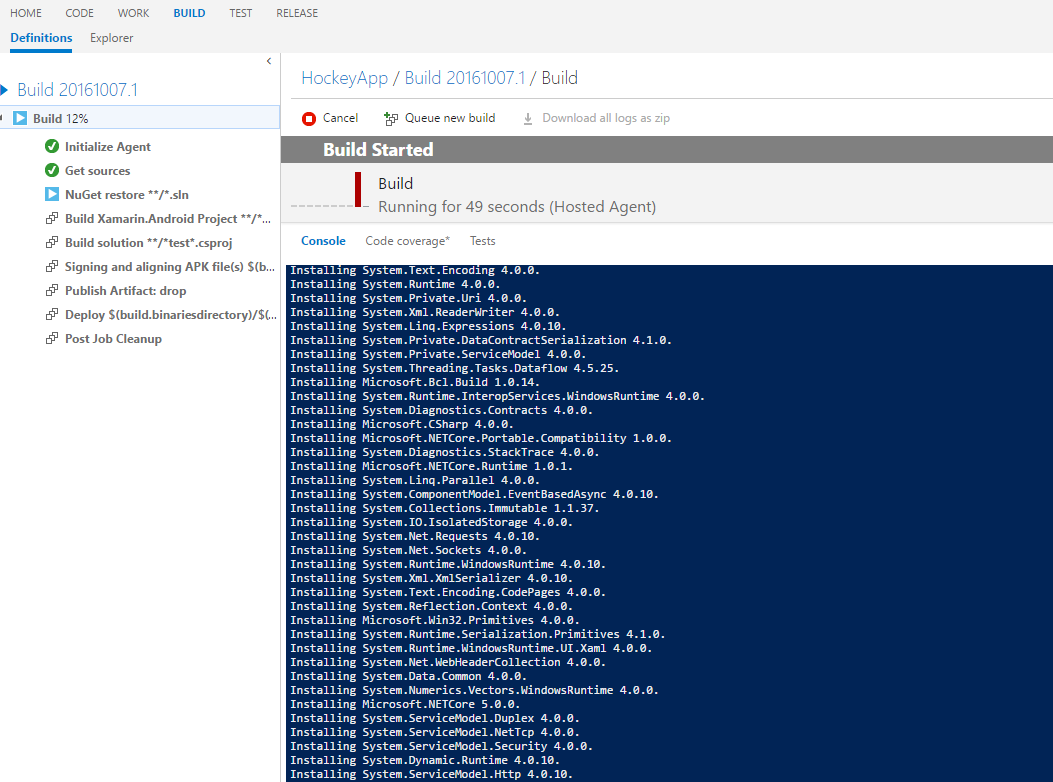 HOME CODE WORK BUILD TEST RELEASE
Definitions Explorer
Build 20161007.1
Build 12%
Initialize Agent
Get sources
NuGet restore **/*.sln
Build Xamarin.Android Project **/*...
Build solution **/*test*.csproj
Signing and aligning APK file(s) $(b...
Publish Artifact: drop
Deploy $(build.binariesdirectory)/$(...
Post Job Cleanup
HockeyApp / Build 20161007.1 / Build
Cancel Queue new build Download all logs as zip
Build Started
Build
Running for 49 seconds (Hosted Agent)
Console Code coverage* Tests
Installing System.Text.Encoding 4.0.0.
Installing System.Runtime 4.0.0.
Installing System.Private.Uri 4.0.0.
Installing System.Xml.ReaderWriter 4.0.0.
Installing System.Linq.Expressions 4.0.10.
Installing System.Private.DataContractSerialization 4.1.0.
Installing System.Private.ServiceModel 4.0.0.
Installing System.Threading.Tasks.Dataflow 4.5.25.
Installing Microsoft.Bcl.Build 1.0.14.
Installing System.Runtime.InteropServices.WindowsRuntime 4.0.0.
Installing System.Diagnostics.Contracts 4.0.0.
Installing Microsoft.CSharp 4.0.0.
Installing Microsoft.NETCore.Portable.Compatibility 1.0.0.
Installing System.Diagnostics.StackTrace 4.0.0.
Installing Microsoft.NETCore.Runtime 1.0.1.
Installing System.Linq.Parallel 4.0.0.
Installing System.ComponentModel.EventBasedAsync 4.0.10.
Installing System.Collections.Immutable 1.1.37.
Installing System.IO.IsolatedStorage 4.0.0.
Installing System.Net.Requests 4.0.10.
Installing System.Net.Sockets 4.0.0.
Installing System.Runtime.WindowsRuntime 4.0.10.
Installing System.Xml.XmlSerializer 4.0.10.
Installing System.Text.Encoding.CodePages 4.0.0.
Installing System.Reflection.Context 4.0.0.
Installing Microsoft.Win32.Primitives 4.0.0.
Installing System.Runtime.Serialization.Primitives 4.1.0.
Installing System.Runtime.WindowsRuntime.UI.Xaml 4.0.0.
Installing System.Net.WebHeaderCollection 4.0.0.
Installing System.Data.Common 4.0.0.
Installing System.Numerics.Vectors.WindowsRuntime 4.0.0.
Installing Microsoft.NETCore 5.0.0.
Installing System.ServiceModel.Duplex 4.0.0.
Installing System.ServiceModel.NetTcp 4.0.0.
Installing System.ServiceModel.Security 4.0.0.
Installing System.Dynamic.Runtime 4.0.10.
Installing System.ServiceModel.Http 4.0.10.